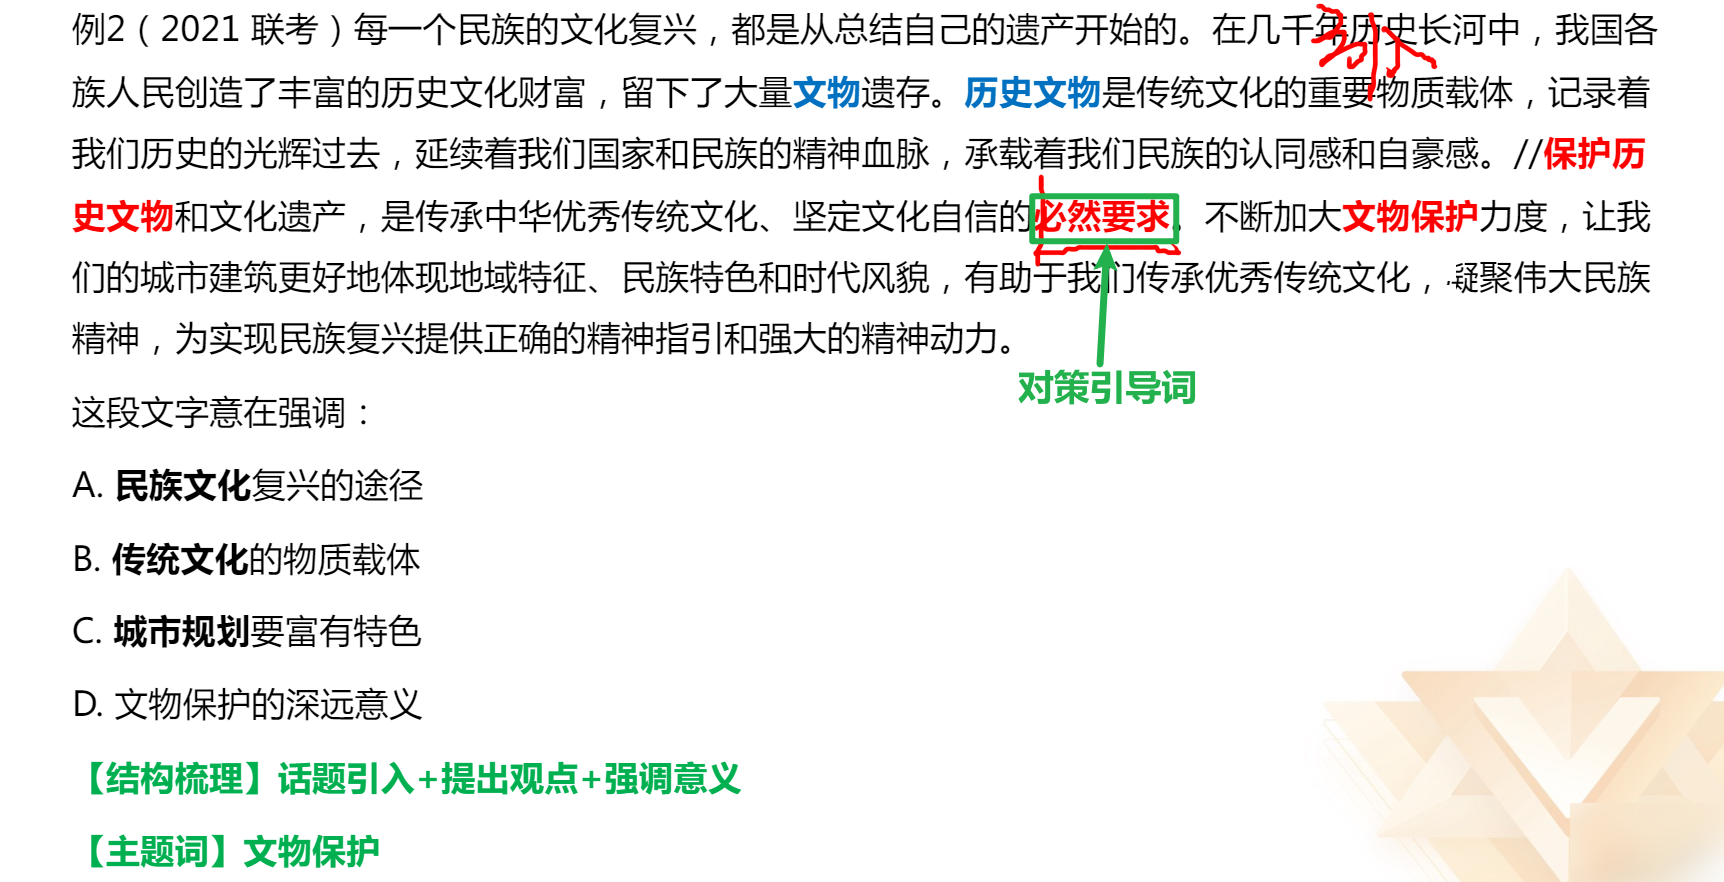 例2（2021 联考）每一个民族的文化复兴，都是从总结自己的遗产开始的。在几千年历史长河中，我国各
族人民创造了丰富的历史文化财富，留下了大量文物遗存。历史文物是传统文化的重要物质载体，记录着
我们历史的光辉过去，延续着我们国家和民族的精神血脉，承载着我们民族的认同感和自豪感。//保护历
史文物和文化遗产，是传承中华优秀传统文化、坚定文化自信的必然要求。不断加大文物保护力度，让我
们的城市建筑更好地体现地域特征、民族特色和时代风貌，有助于我们传承优秀传统文化，凝聚伟大民族
精神，为实现民族复兴提供正确的精神指引和强大的精神动力。
对策引导词
这段文字意在强调：
A. 民族文化复兴的途径
B. 传统文化的物质载体
C. 城市规划要富有特色
D. 文物保护的深远意义
【结构梳理】话题引入+提出观点+强调意义
【主题词】文物保护